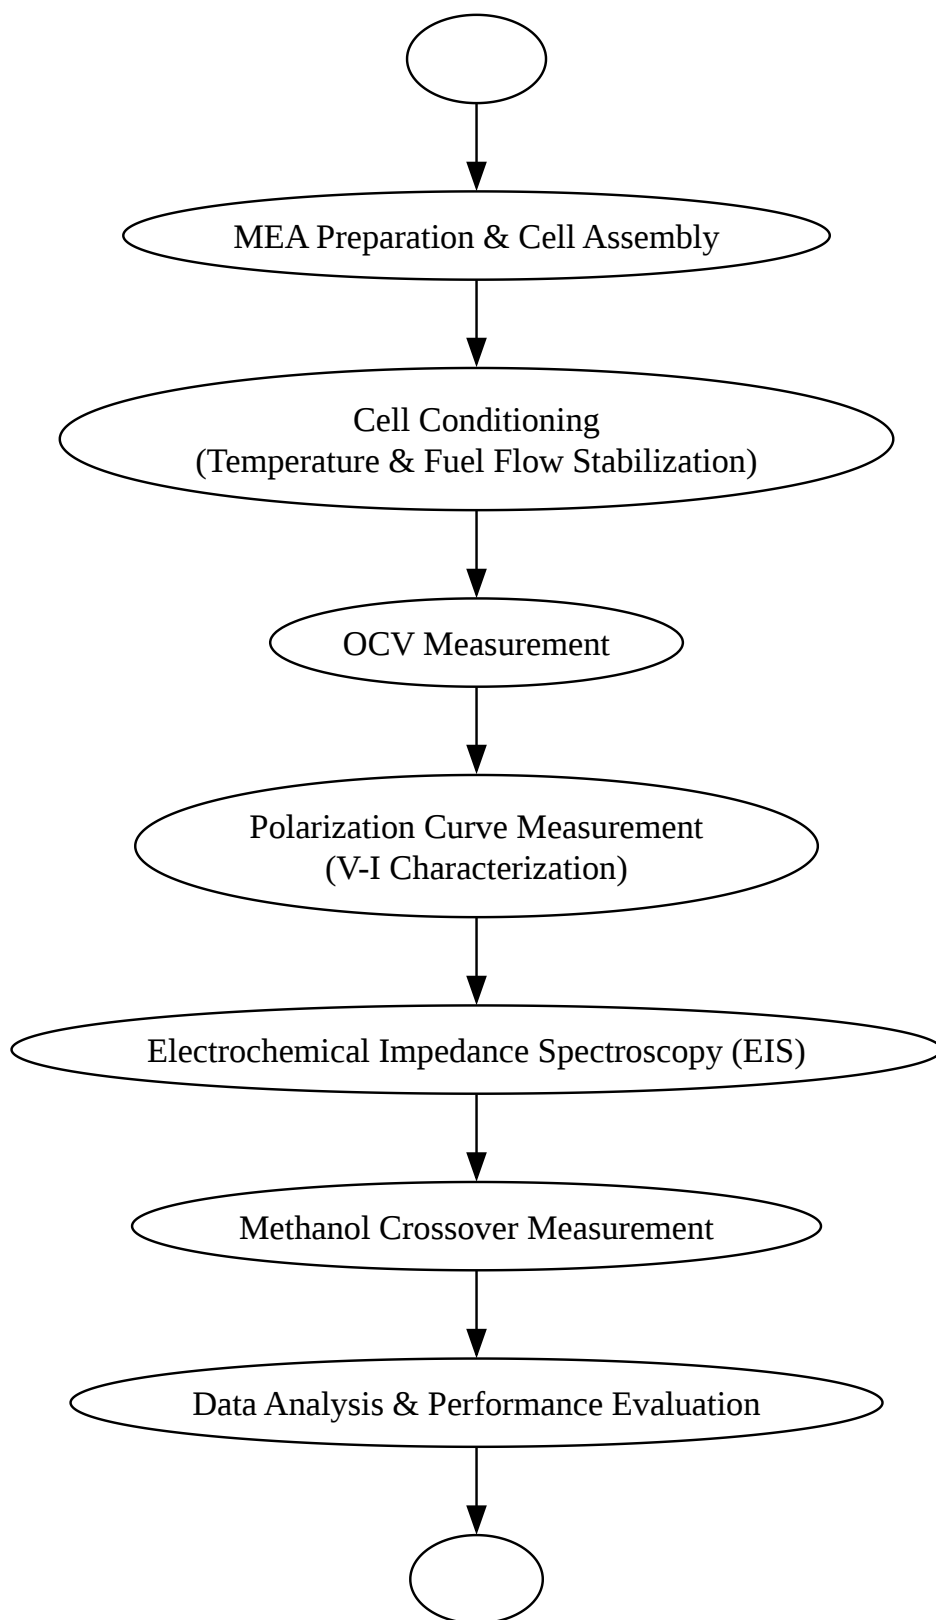 MEA Preparation & Cell Assembly
Cell Conditioning
(Temperature & Fuel Flow Stabilization)
OCV Measurement
Polarization Curve Measurement
(V-I Characterization)
Electrochemical Impedance Spectroscopy (EIS)
Methanol Crossover Measurement
Data Analysis & Performance Evaluation